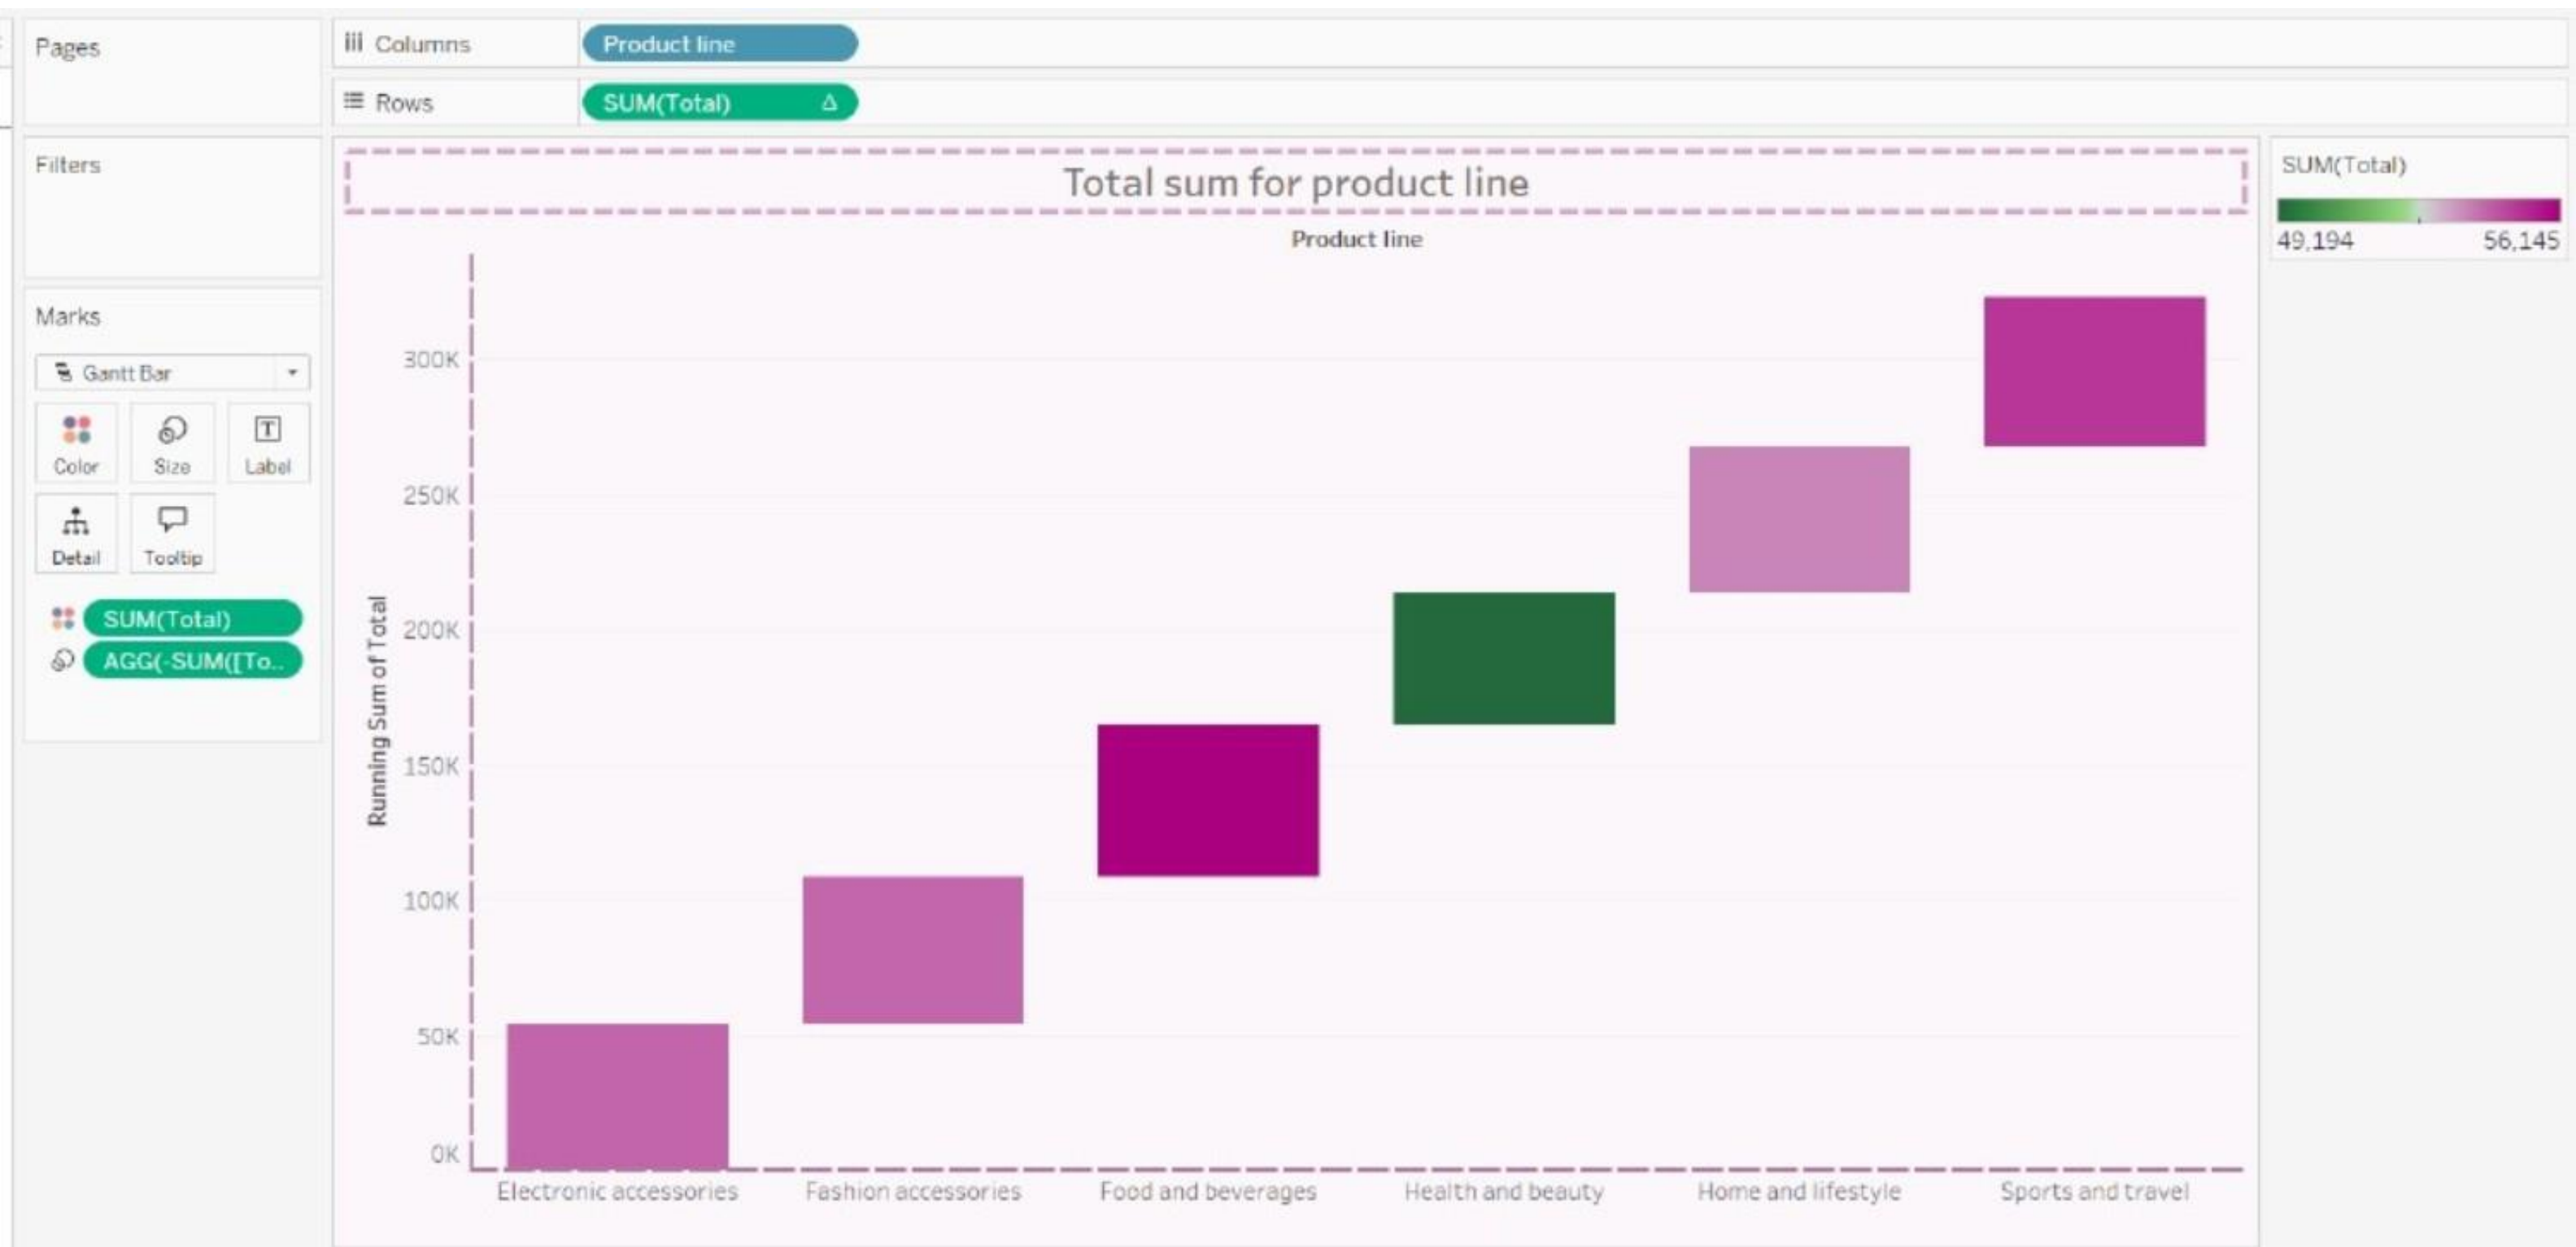 Pages
Columns
Product line
Rows
SUM(Total) Δ
Filters
Marks
Gantt Bar
Color
Size
Label
Detail
Tooltip
SUM(Total)
AGG(-SUM([To..
Total sum for product line
Product line
Running Sum of Total
300K
250K
200K
150K
100K
50K
0K
Electronic accessories
Fashion accessories
Food and beverages
Health and beauty
Home and lifestyle
Sports and travel
SUM(Total)
49,194
56,145